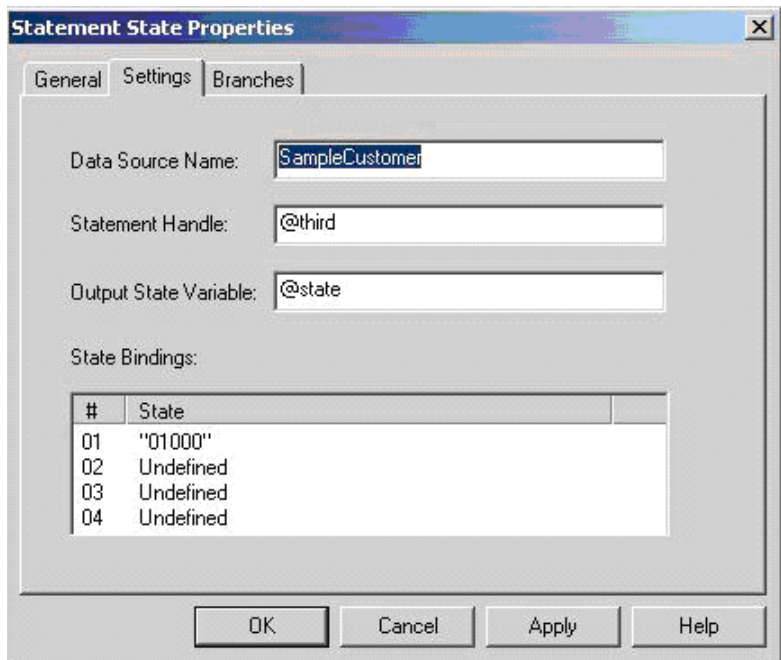 Statement State Properties
General Settings Branches
Data Source Name: SampleCustomer
Statement Handle: @third
Output State Variable: @state
State Bindings:
# State
01 "01000"
02 Undefined
03 Undefined
04 Undefined
OK Cancel Apply Help